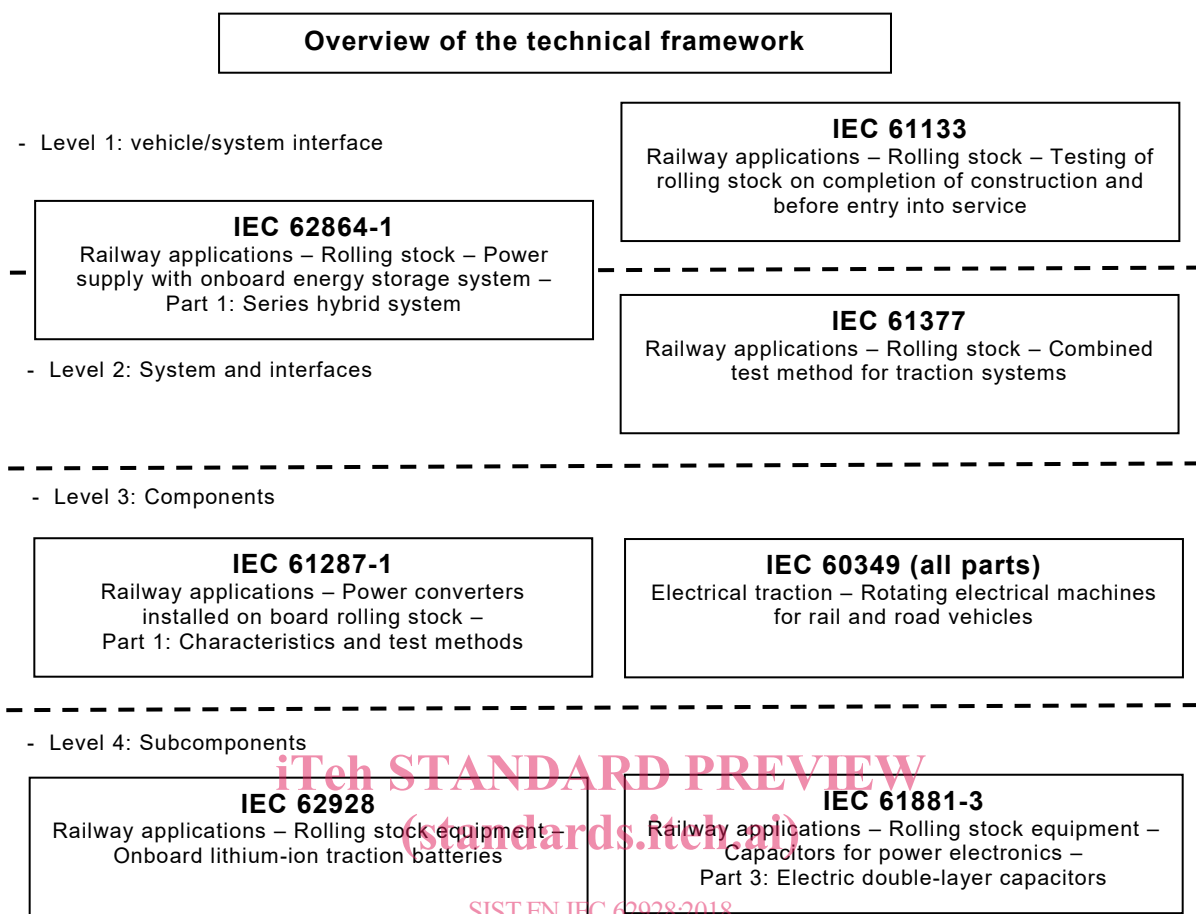 Overview of the technical framework
- Level 1: vehicle/system interface
IEC 61133
Railway applications – Rolling stock – Testing of
rolling stock on completion of construction and
before entry into service
IEC 62864-1
Railway applications – Rolling stock – Power
supply with onboard energy storage system –
Part 1: Series hybrid system
IEC 61377
Railway applications – Rolling stock – Combined
test method for traction systems
- Level 2: System and interfaces
- Level 3: Components
IEC 61287-1
Railway applications – Power converters
installed on board rolling stock –
Part 1: Characteristics and test methods
IEC 60349 (all parts)
Electrical traction – Rotating electrical machines
for rail and road vehicles
- Level 4: Subcomponents
iTeh STANDARD PREVIEW
(standards.iteh.ai)
IEC 62928
Railway applications – Rolling stock equipment –
Onboard lithium-ion traction batteries
IEC 61881-3
Railway applications – Rolling stock equipment –
Capacitors for power electronics –
Part 3: Electric double-layer capacitors
SIST EN IEC 62928:2018